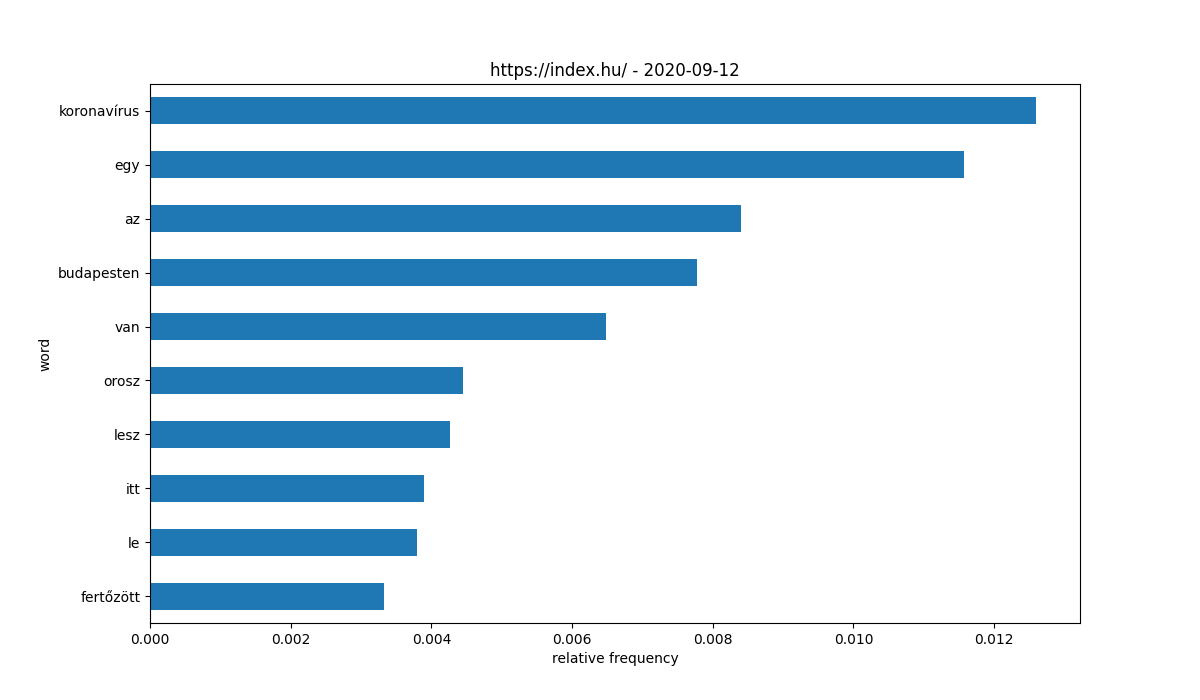 https://index.hu/ - 2020-09-12
koronavírus
egy
az
budapesten
van
orosz
lesz
itt
le
fertőzött
word
0.000 0.002 0.004 0.006 0.008 0.010 0.012
relative frequency